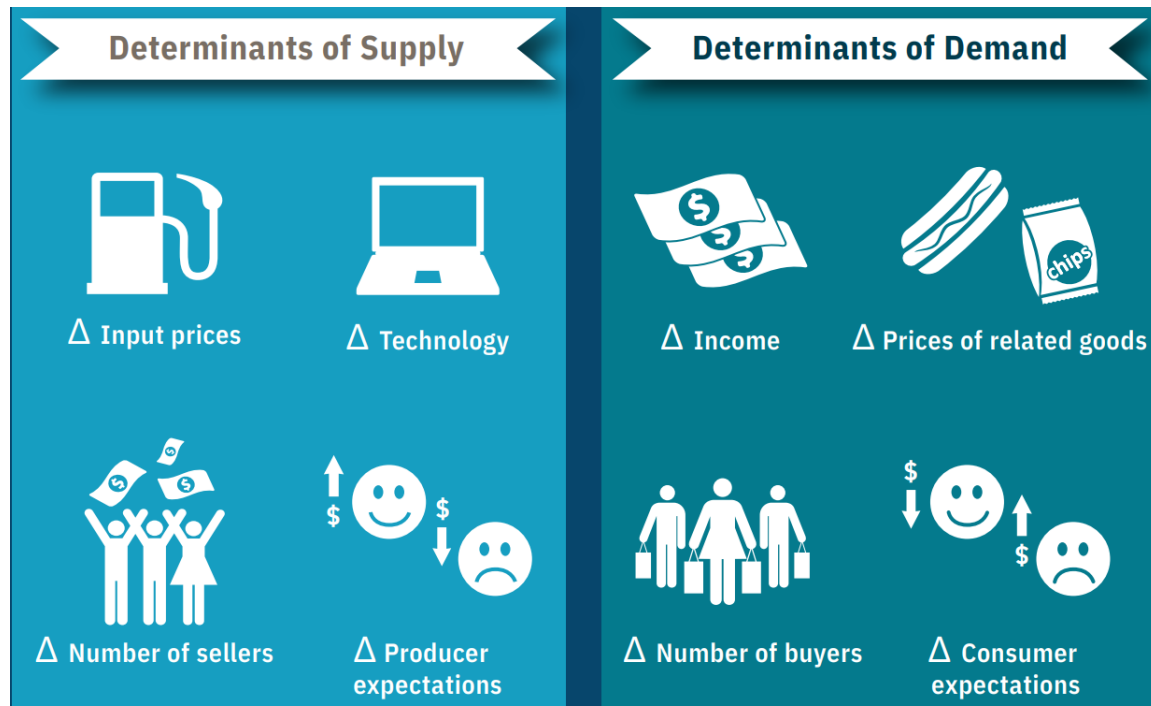 Determinants of Supply
Δ Input prices
Δ Technology
$
$
$
$ $
Δ Number of sellers
Δ Producer
expectations
Determinants of Demand
$
$
$
chips
Δ Income
Δ Prices of related goods
$
$
Δ Number of buyers
Δ Consumer
expectations